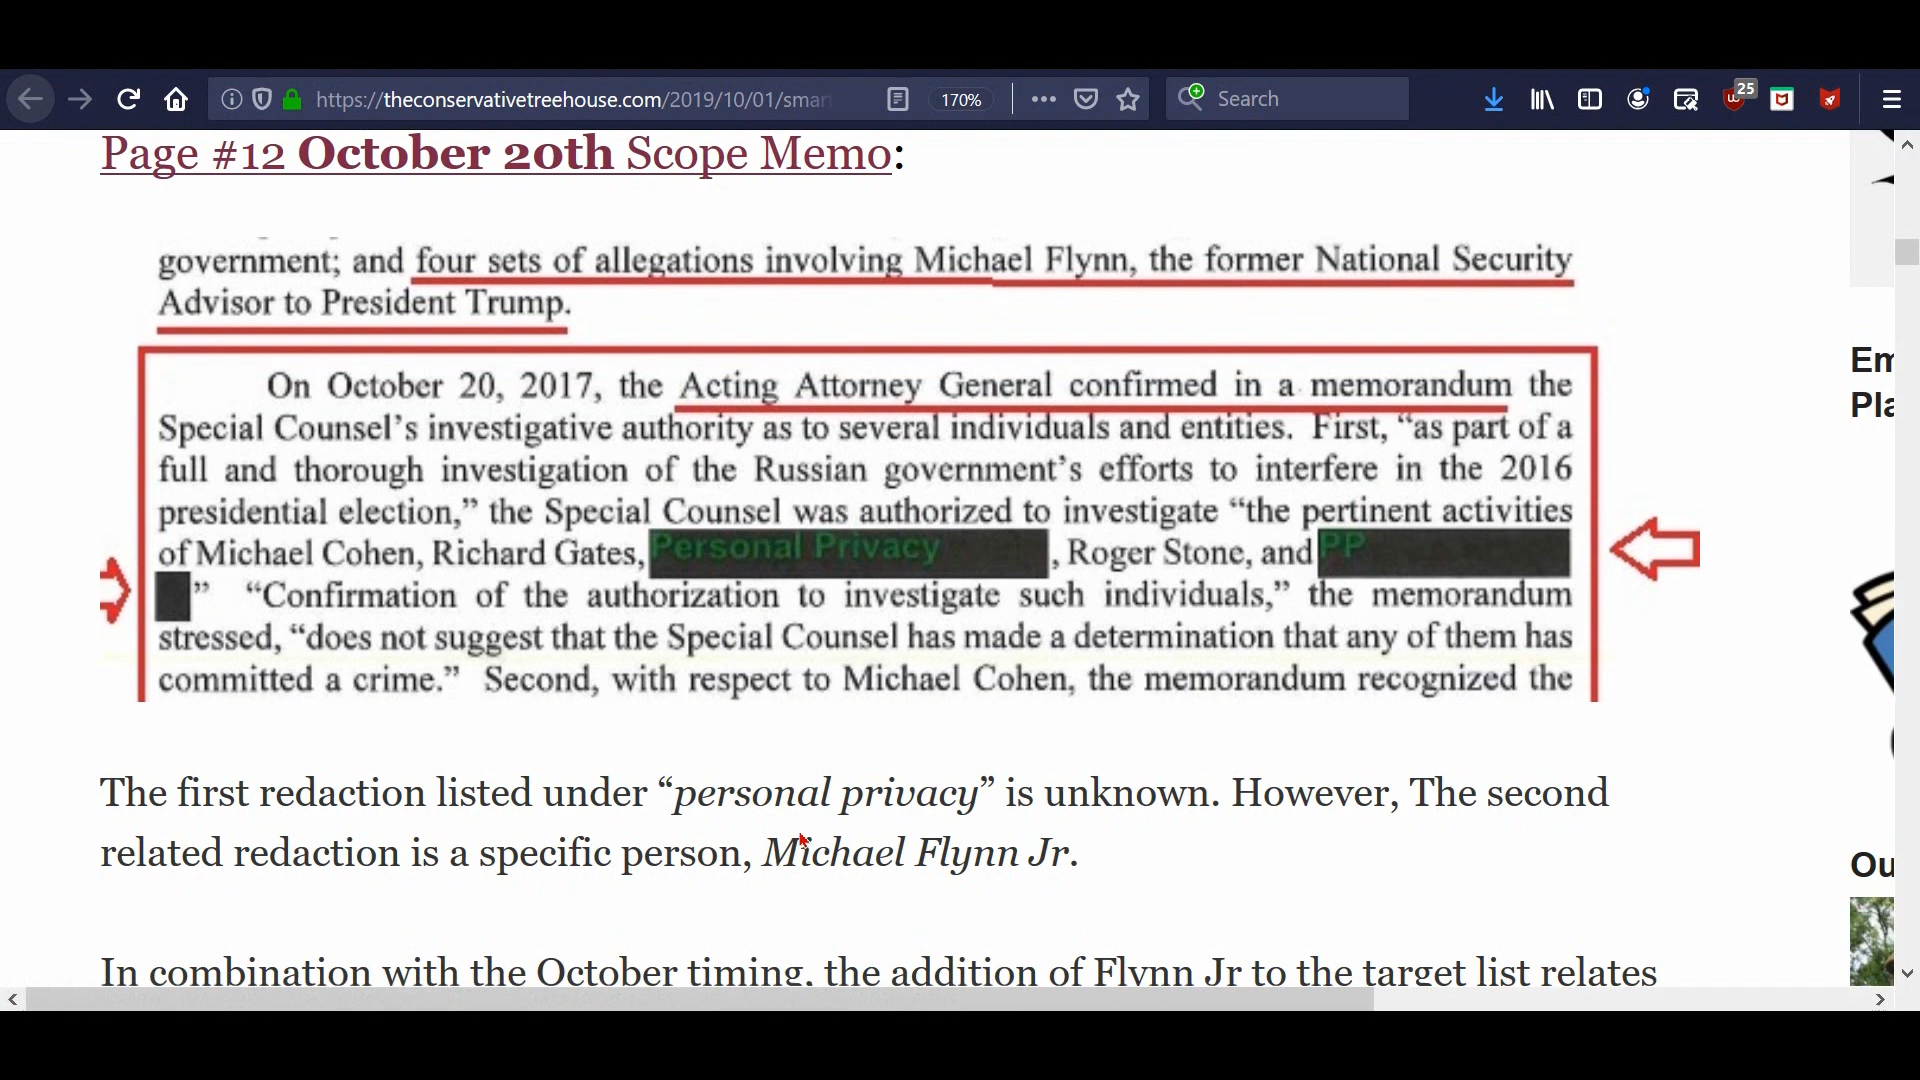 https://theconservativetreehouse.com/2019/10/01/smar
170%
Search
25
Page #12 October 20th Scope Memo:
government; and four sets of allegations involving Michael Flynn, the former National Security
Advisor to President Trump.
On October 20, 2017, the Acting Attorney General confirmed in a memorandum the
Special Counsel's investigative authority as to several individuals and entities. First, “as part of a
full and thorough investigation of the Russian government's efforts to interfere in the 2016
presidential election,” the Special Counsel was authorized to investigate “the pertinent activities
of Michael Cohen, Richard Gates, Personal Privacy, Roger Stone, and PP
” “Confirmation of the authorization to investigate such individuals,” the memorandum
stressed, “does not suggest that the Special Counsel has made a determination that any of them has
committed a crime.” Second, with respect to Michael Cohen, the memorandum recognized the
The first redaction listed under “personal privacy” is unknown. However, The second
related redaction is a specific person, Michael Flynn Jr.
In combination with the October timing, the addition of Flynn Jr to the target list relates
Em
Pla
Ou